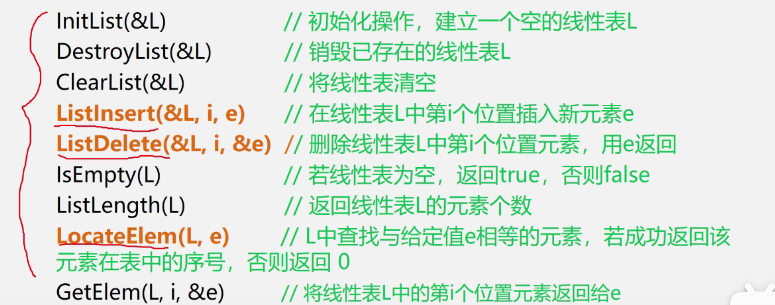 InitList(&L) // 初始化操作，建立一个空的线性表L
DestroyList(&L) // 销毁已存在的线性表L
ClearList(&L) // 将线性表清空
ListInsert(&L, i, e) // 在线性表L中第i个位置插入新元素e
ListDelete(&L, i, &e) // 删除线性表L中第i个位置元素，用e返回
IsEmpty(L) // 若线性表为空，返回true，否则false
ListLength(L) // 返回线性表L的元素个数
LocateElem(L, e) // L中查找与给定值e相等的元素，若成功返回该
元素在表中的序号，否则返回 0
GetElem(L, i, &e) // 将线性表L中的第i个位置元素返回给e